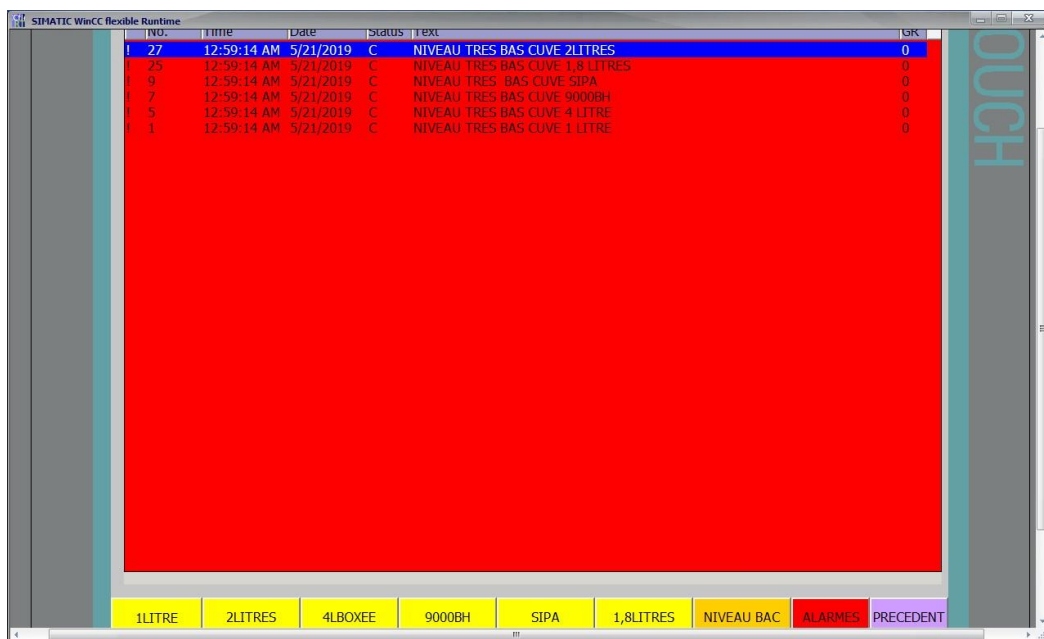 SIMATIC WinCC flexible Runtime
No. Time Date Status Text GR
! 27 12:59:14 AM 5/21/2019 C NIVEAU TRES BAS CUVE 2LITRES 0
! 25 12:59:14 AM 5/21/2019 C NIVEAU TRES BAS CUVE 1,8 LITRES 0
! 9 12:59:14 AM 5/21/2019 C NIVEAU TRES  BAS CUVE SIPA 0
! 7 12:59:14 AM 5/21/2019 C NIVEAU TRES BAS CUVE 9000BH 0
! 5 12:59:14 AM 5/21/2019 C NIVEAU TRES BAS CUVE 4 LITRE 0
! 1 12:59:14 AM 5/21/2019 C NIVEAU TRES BAS CUVE 1 LITRE 0
OUCH
1LITRE 2LITRES 4LBOXEE 9000BH SIPA 1,8LITRES NIVEAU BAC ALARMES PRECEDENT